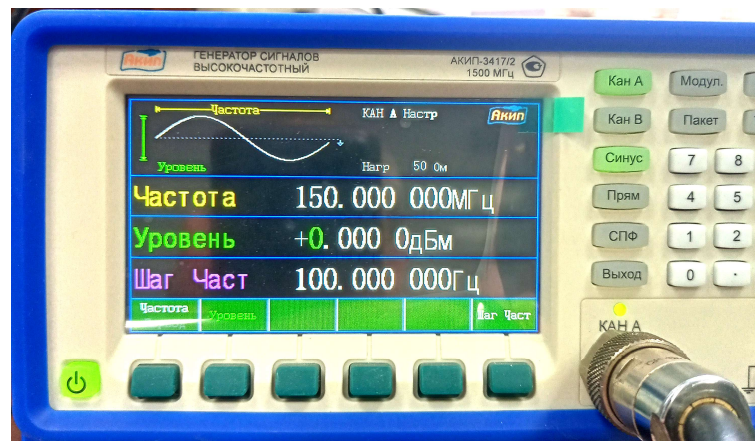 Акип
ГЕНЕРАТОР СИГНАЛОВ
ВЫСОКОЧАСТОТНЫЙ
АКИП-3417/2
1500 МГц
Частота
КАН A Настр
Акип
Уровень
Нагр 50 Ом
Частота 150.000 000МГц
Уровень +0.000 0дБм
Шаг Част 100.000 000Гц
Частота Уровень Шаг Част
Кан А Модул.
Кан В Пакет
Синус 7 8
Прям 4 5
СПФ 1 2
Выход 0 .
КАН А